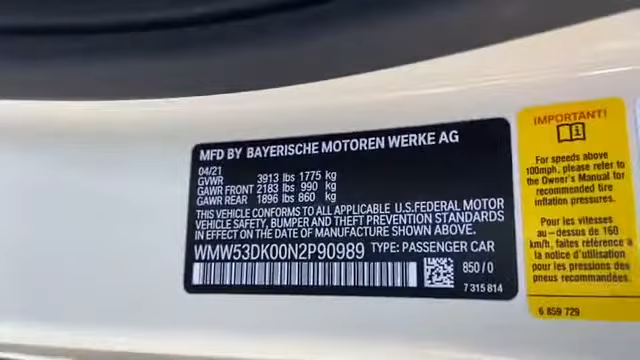 MFD BY BAYERISCHE MOTOREN WERKE AG
04/21
GVWR 3913 lbs 1775 kg
GAWR FRONT 2183 lbs 990 kg
GAWR REAR 1896 lbs 860 kg
THIS VEHICLE CONFORMS TO ALL APPLICABLE U.S.FEDERAL MOTOR
VEHICLE SAFETY, BUMPER AND THEFT PREVENTION STANDARDS
IN EFFECT ON THE DATE OF MANUFACTURE SHOWN ABOVE.
WMW53DK00N2P90989 TYPE: PASSENGER CAR
850 / 0
7 315 814
IMPORTANT!
For speeds above
100mph, please refer to
the Owner's Manual for
recommended tire
inflation pressures.
Pour les vitesses
au-dessus de 160
km/h, faites référence à
la notice d'utilisation
pour les pressions des
pneus recommandées.
6 859 729